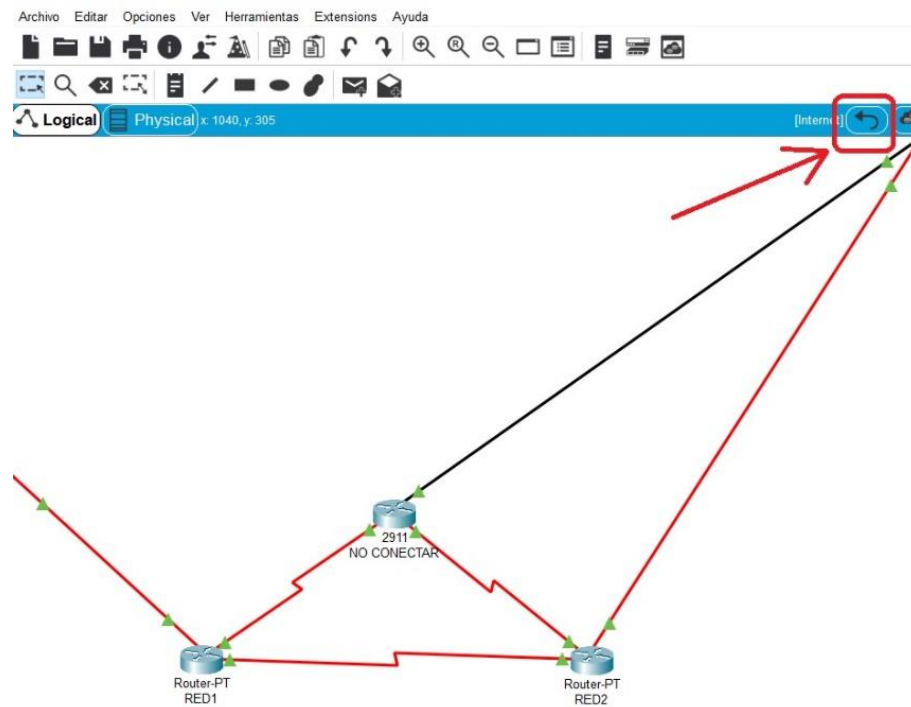 Archivo Editar Opciones Ver Herramientas Extensions Ayuda
Logical Physical x: 1040, y: 305 [Internet]
2911
NO CONECTAR
Router-PT
RED1
Router-PT
RED2